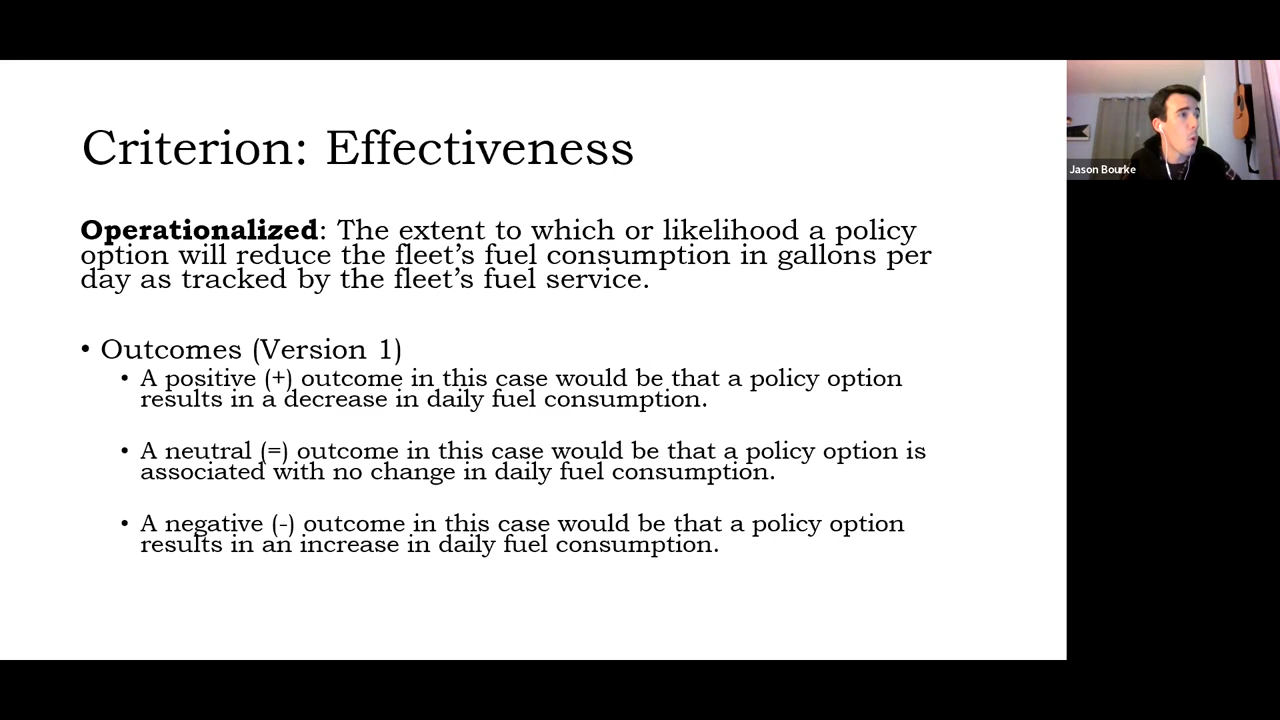 Criterion: Effectiveness
Operationalized: The extent to which or likelihood a policy
option will reduce the fleet’s fuel consumption in gallons per
day as tracked by the fleet’s fuel service.
• Outcomes (Version 1)
• A positive (+) outcome in this case would be that a policy option
results in a decrease in daily fuel consumption.
• A neutral (=) outcome in this case would be that a policy option is
associated with no change in daily fuel consumption.
• A negative (-) outcome in this case would be that a policy option
results in an increase in daily fuel consumption.
Jason Bourke